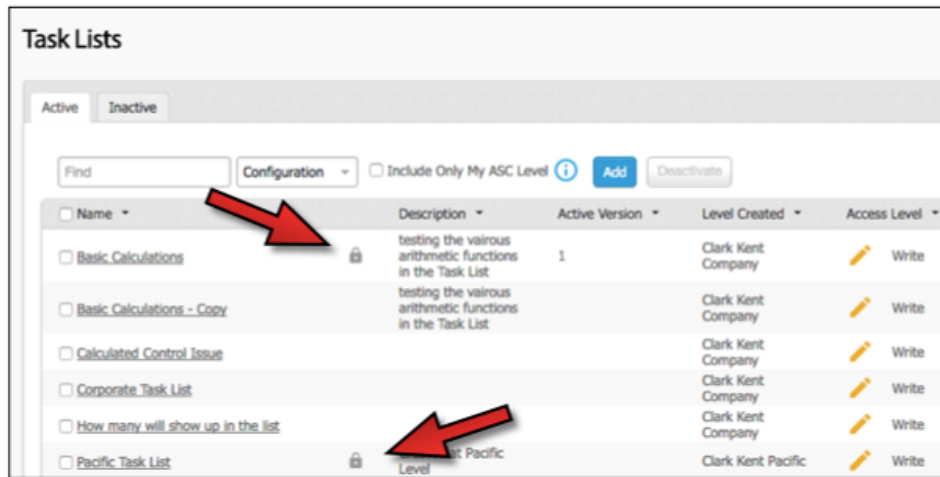 Task Lists
Active Inactive
Find Configuration Include Only My ASC Level i Add Deactivate
Name Description Active Version Level Created Access Level
Basic Calculations testing the vairous arithmetic functions in the Task List 1 Clark Kent Company Write
Basic Calculations - Copy testing the vairous arithmetic functions in the Task List Clark Kent Company Write
Calculated Control Issue Clark Kent Company Write
Corporate Task List Clark Kent Company Write
How many will show up in the list Clark Kent Company Write
Pacific Task List at Pacific Level Clark Kent Pacific Write